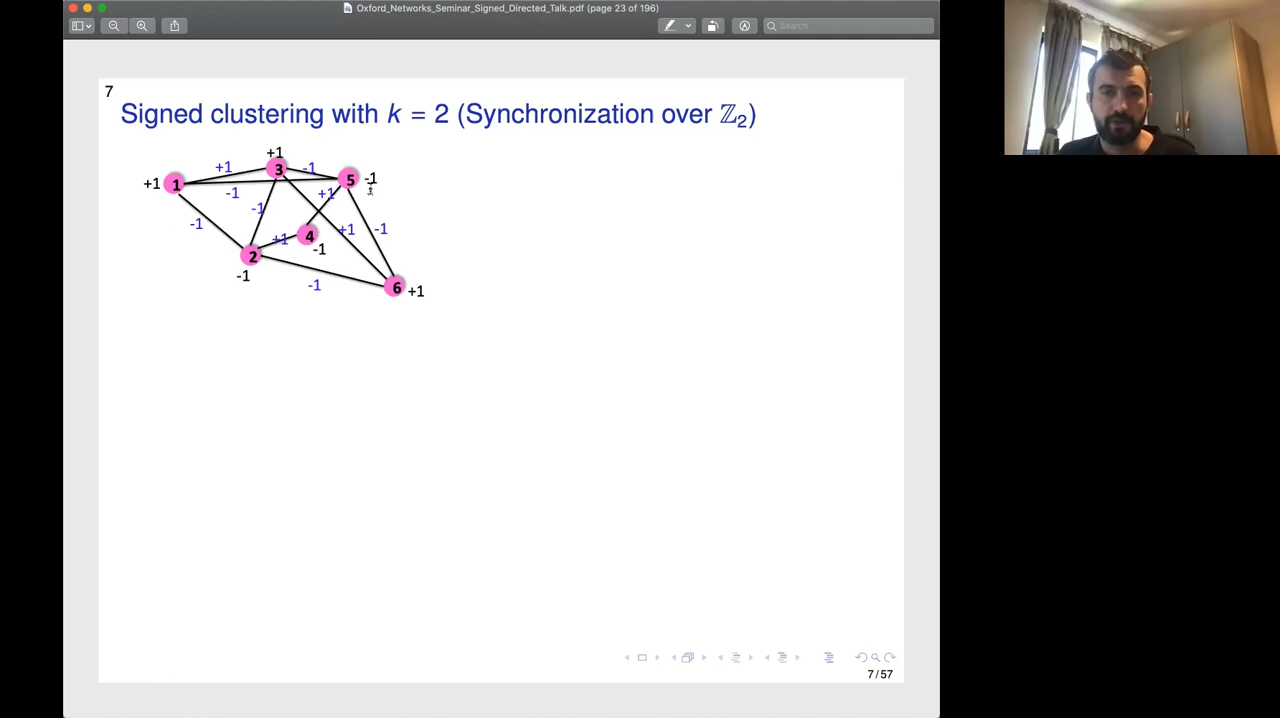 Oxford_Networks_Seminar_Signed_Directed_Talk.pdf (page 23 of 196)
Search
7
Signed clustering with k = 2 (Synchronization over ℤ₂)
+1
+1 3 -1
+1 1 5 -1
-1 +1
-1
-1
+1 4 +1 -1
2 -1
-1
-1 6 +1
7 / 57